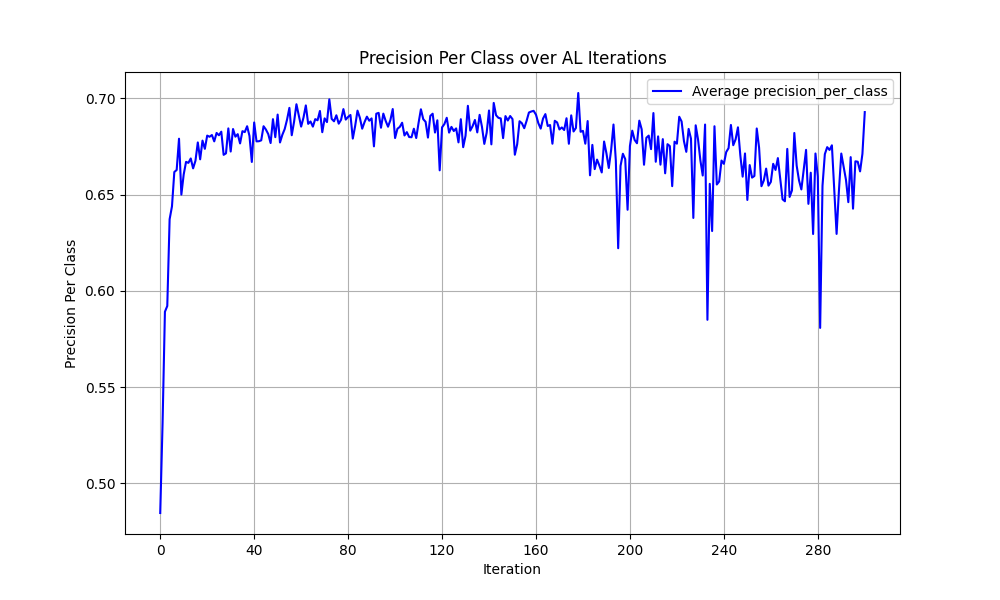 Precision Per Class over AL Iterations
Average precision_per_class
0.70
0.65
0.60
0.55
0.50
Precision Per Class
0 40 80 120 160 200 240 280
Iteration